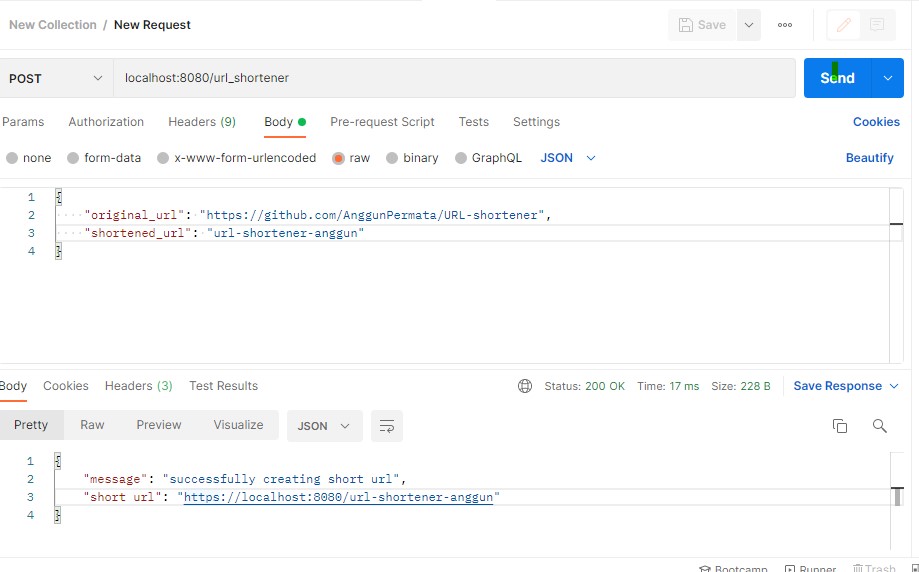 New Collection / New Request
Save
POST
localhost:8080/url_shortener
Send
Params Authorization Headers (9) Body Pre-request Script Tests Settings Cookies
none form-data x-www-form-urlencoded raw binary GraphQL JSON Beautify
1 {
2 "original_url": "https://github.com/AnggunPermata/URL-shortener",
3 "shortened_url": "url-shortener-anggun"
4 }
Body Cookies Headers (3) Test Results Status: 200 OK Time: 17 ms Size: 228 B Save Response
Pretty Raw Preview Visualize JSON
1 {
2 "message": "successfully creating short url",
3 "short url": "https://localhost:8080/url-shortener-anggun"
4 }
Bootcamp Runner Trash